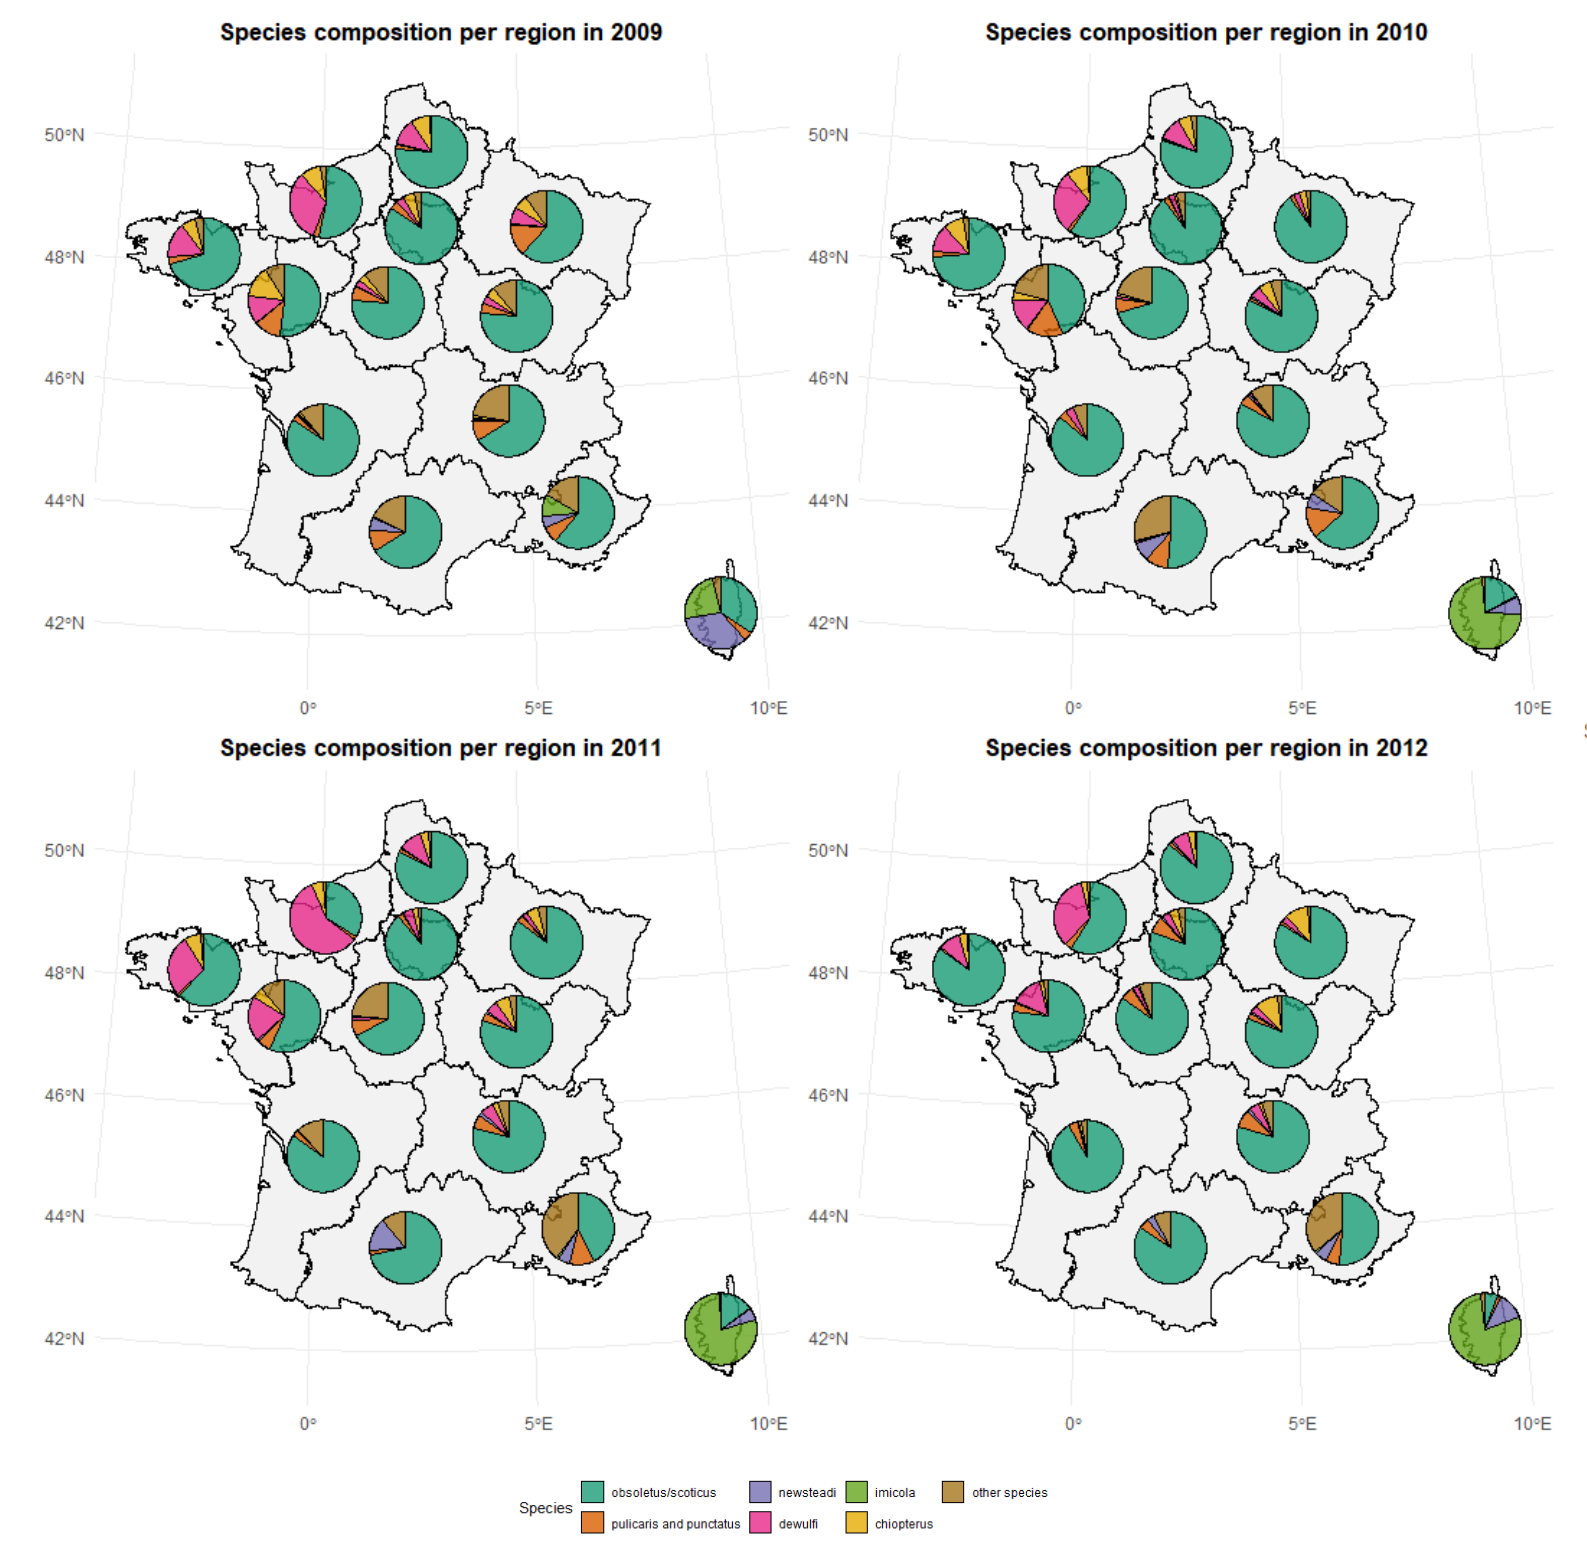 Species composition per region in 2009
Species composition per region in 2010
50°N
48°N
46°N
44°N
42°N
0°
5°E
10°E
50°N
48°N
46°N
44°N
42°N
0°
5°E
10°E
Species composition per region in 2011
Species composition per region in 2012
50°N
48°N
46°N
44°N
42°N
0°
5°E
10°E
50°N
48°N
46°N
44°N
42°N
0°
5°E
10°E
Species
obsoletus/scoticus
newsteadi
imicola
other species
pulicaris and punctatus
dewulfi
chiopterus